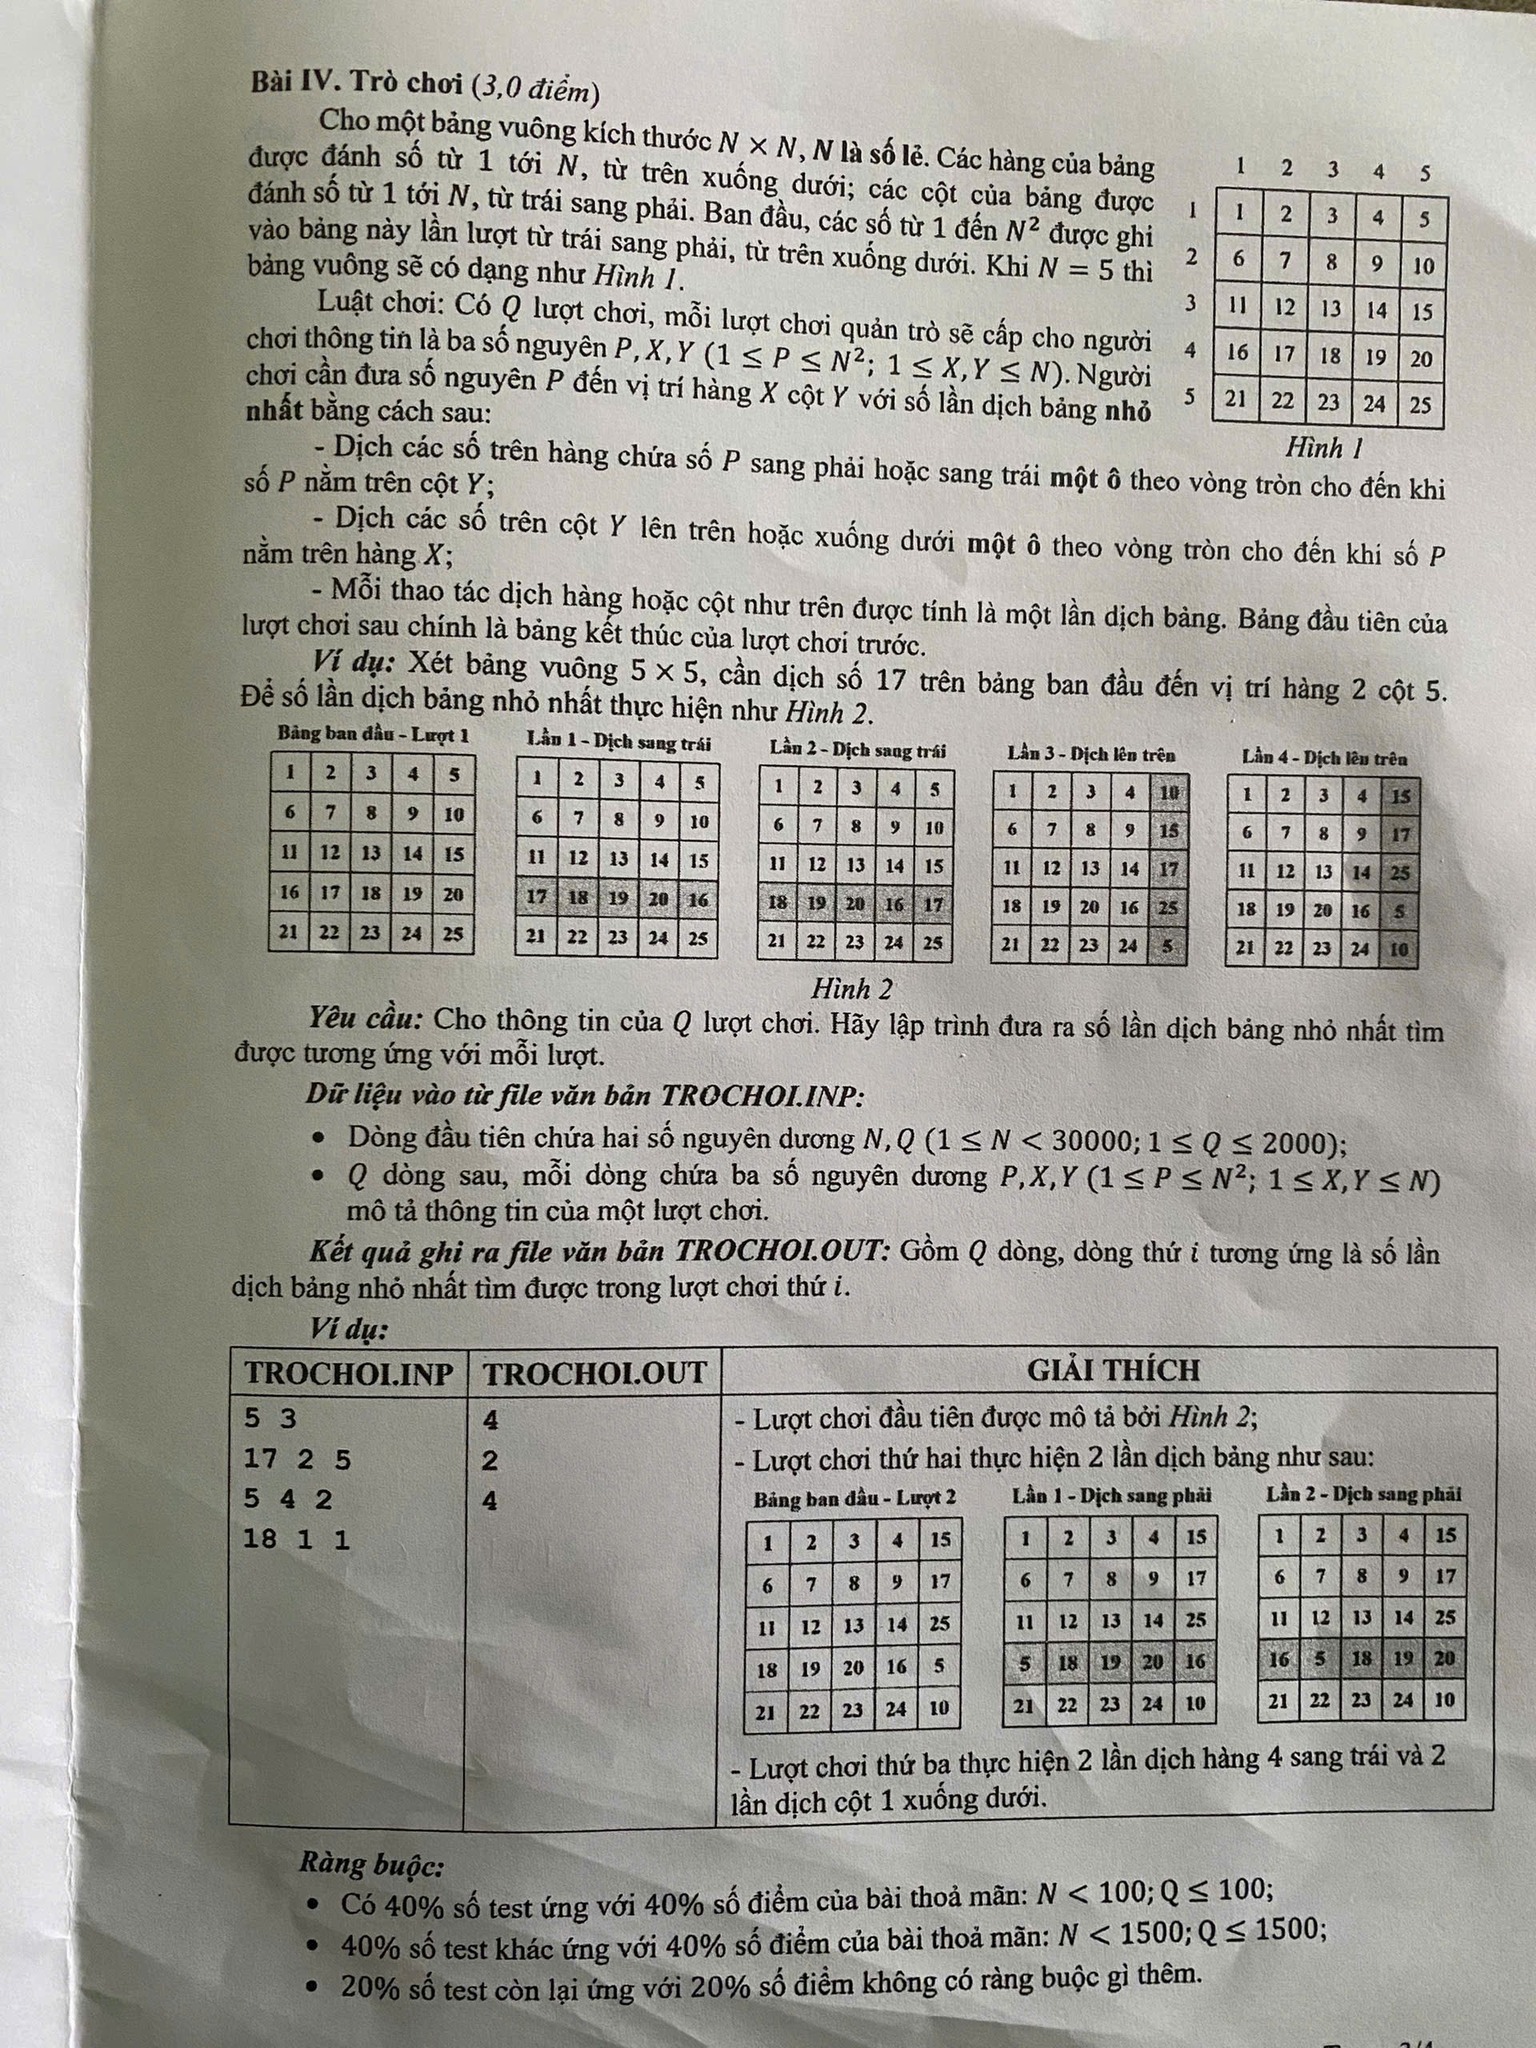 Bài IV. Trò chơi (3,0 điểm)
Cho một bảng vuông kích thước N × N, N là số lẻ. Các hàng của bảng
được đánh số từ 1 tới N, từ trên xuống dưới; các cột của bảng được
đánh số từ 1 tới N, từ trái sang phải. Ban đầu, các số từ 1 đến N² được ghi
vào bảng này lần lượt từ trái sang phải, từ trên xuống dưới. Khi N = 5 thì
bảng vuông sẽ có dạng như Hình 1.
Luật chơi: Có Q lượt chơi, mỗi lượt chơi quản trò sẽ cấp cho người
chơi thông tin là ba số nguyên P, X, Y (1 ≤ P ≤ N²; 1 ≤ X, Y ≤ N). Người
chơi cần đưa số nguyên P đến vị trí hàng X cột Y với số lần dịch bảng nhỏ
nhất bằng cách sau:
1 2 3 4 5
1 1 2 3 4 5
2 6 7 8 9 10
3 11 12 13 14 15
4 16 17 18 19 20
5 21 22 23 24 25
Hình 1
- Dịch các số trên hàng chứa số P sang phải hoặc sang trái một ô theo vòng tròn cho đến khi
số P nằm trên cột Y;
- Dịch các số trên cột Y lên trên hoặc xuống dưới một ô theo vòng tròn cho đến khi số P
nằm trên hàng X;
- Mỗi thao tác dịch hàng hoặc cột như trên được tính là một lần dịch bảng. Bảng đầu tiên của
lượt chơi sau chính là bảng kết thúc của lượt chơi trước.
Ví dụ: Xét bảng vuông 5 × 5, cần dịch số 17 trên bảng ban đầu đến vị trí hàng 2 cột 5.
Để số lần dịch bảng nhỏ nhất thực hiện như Hình 2.
Bảng ban đầu - Lượt 1
1 2 3 4 5
6 7 8 9 10
11 12 13 14 15
16 17 18 19 20
21 22 23 24 25
Lần 1 - Dịch sang trái
1 2 3 4 5
6 7 8 9 10
11 12 13 14 15
17 18 19 20 16
21 22 23 24 25
Lần 2 - Dịch sang trái
1 2 3 4 5
6 7 8 9 10
11 12 13 14 15
18 19 20 16 17
21 22 23 24 25
Lần 3 - Dịch lên trên
1 2 3 4 10
6 7 8 9 15
11 12 13 14 17
18 19 20 16 25
21 22 23 24 5
Lần 4 - Dịch lên trên
1 2 3 4 15
6 7 8 9 17
11 12 13 14 25
18 19 20 16 5
21 22 23 24 10
Hình 2
Yêu cầu: Cho thông tin của Q lượt chơi. Hãy lập trình đưa ra số lần dịch bảng nhỏ nhất tìm
được tương ứng với mỗi lượt.
Dữ liệu vào từ file văn bản TROCHOI.INP:
• Dòng đầu tiên chứa hai số nguyên dương N, Q (1 ≤ N < 30000; 1 ≤ Q ≤ 2000);
• Q dòng sau, mỗi dòng chứa ba số nguyên dương P, X, Y (1 ≤ P ≤ N²; 1 ≤ X, Y ≤ N)
mô tả thông tin của một lượt chơi.
Kết quả ghi ra file văn bản TROCHOI.OUT: Gồm Q dòng, dòng thứ i tương ứng là số lần
dịch bảng nhỏ nhất tìm được trong lượt chơi thứ i.
Ví dụ:
TROCHOI.INP
5 3
17 2 5
5 4 2
18 1 1
TROCHOI.OUT
4
2
4
GIẢI THÍCH
- Lượt chơi đầu tiên được mô tả bởi Hình 2;
- Lượt chơi thứ hai thực hiện 2 lần dịch bảng như sau:
Bảng ban đầu - Lượt 2
1 2 3 4 15
6 7 8 9 17
11 12 13 14 25
18 19 20 16 5
21 22 23 24 10
Lần 1 - Dịch sang phải
1 2 3 4 15
6 7 8 9 17
11 12 13 14 25
5 18 19 20 16
21 22 23 24 10
Lần 2 - Dịch sang phải
1 2 3 4 15
6 7 8 9 17
11 12 13 14 25
16 5 18 19 20
21 22 23 24 10
- Lượt chơi thứ ba thực hiện 2 lần dịch hàng 4 sang trái và 2
lần dịch cột 1 xuống dưới.
Ràng buộc:
• Có 40% số test ứng với 40% số điểm của bài thoả mãn: N < 100; Q ≤ 100;
• 40% số test khác ứng với 40% số điểm của bài thoả mãn: N < 1500; Q ≤ 1500;
• 20% số test còn lại ứng với 20% số điểm không có ràng buộc gì thêm.